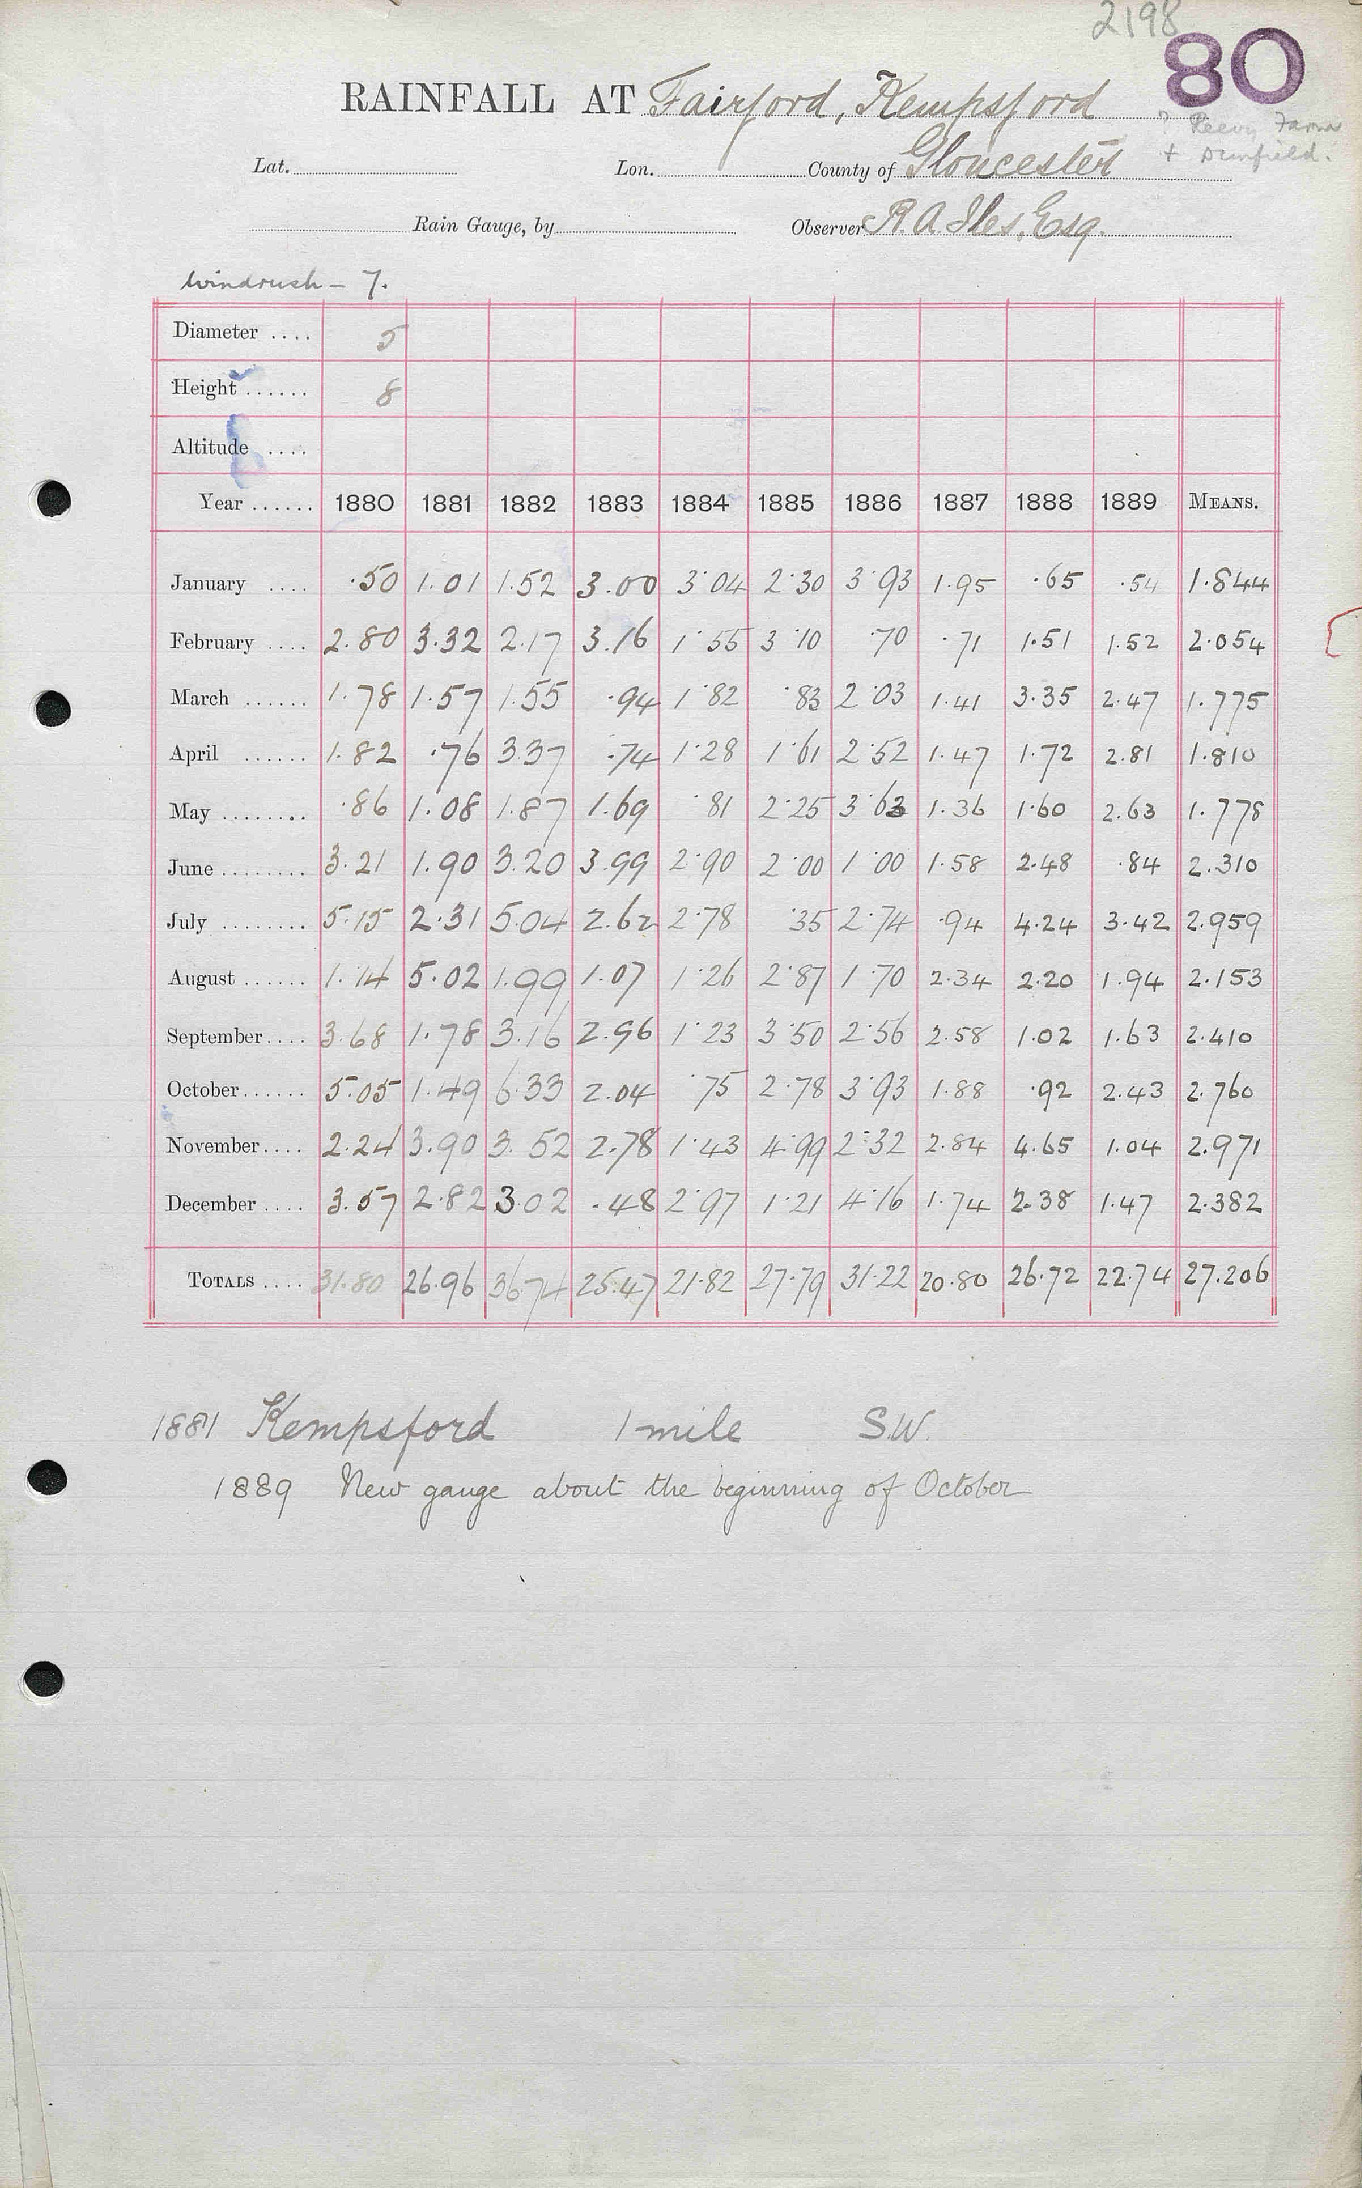 2198
80
RAINFALL AT Fairford, Kempsford
? Reevy Farm
+ Dunfield.
Lat. Lon. County of Gloucester
Rain Gauge, by Observer R. A. Iles, Esq.
Windrush – 7.
Diameter .... 5
Height ...... 8
Altitude ....
Year ...... 1880 1881 1882 1883 1884 1885 1886 1887 1888 1889 MEANS.
January .... .50 1.01 1.52 3.00 3.04 2.30 3.93 1.95 .65 .54 1.844
February .... 2.80 3.32 2.17 3.16 1.55 3.10 .70 .71 1.51 1.52 2.054
March ...... 1.78 1.57 1.55 .94 1.82 .83 2.03 1.41 3.35 2.47 1.775
April ...... 1.82 .76 3.37 .74 1.28 1.61 2.52 1.47 1.72 2.81 1.810
May ........ .86 1.08 1.87 1.69 .81 2.25 3.63 1.36 1.60 2.63 1.778
June ........ 3.21 1.90 3.20 3.99 2.90 2.00 1.00 1.58 2.48 .84 2.310
July ........ 5.15 2.31 5.04 2.62 2.78 .35 2.74 .94 4.24 3.42 2.959
August ...... 1.14 5.02 1.99 1.07 1.26 2.87 1.70 2.34 2.20 1.94 2.153
September .... 3.68 1.78 3.16 2.96 1.23 3.50 2.56 2.58 1.02 1.63 2.410
October ...... 5.05 1.49 6.33 2.04 .75 2.78 3.93 1.88 .92 2.43 2.760
November .... 2.24 3.90 3.52 2.78 1.43 4.99 2.32 2.84 4.65 1.04 2.971
December .... 3.57 2.82 3.02 .48 2.97 1.21 4.16 1.74 2.38 1.47 2.382
TOTALS .... 31.80 26.96 36.74 25.47 21.82 27.79 31.22 20.80 26.72 22.74 27.206
1881 Kempsford 1 mile S.W.
1889 New gauge about the beginning of October